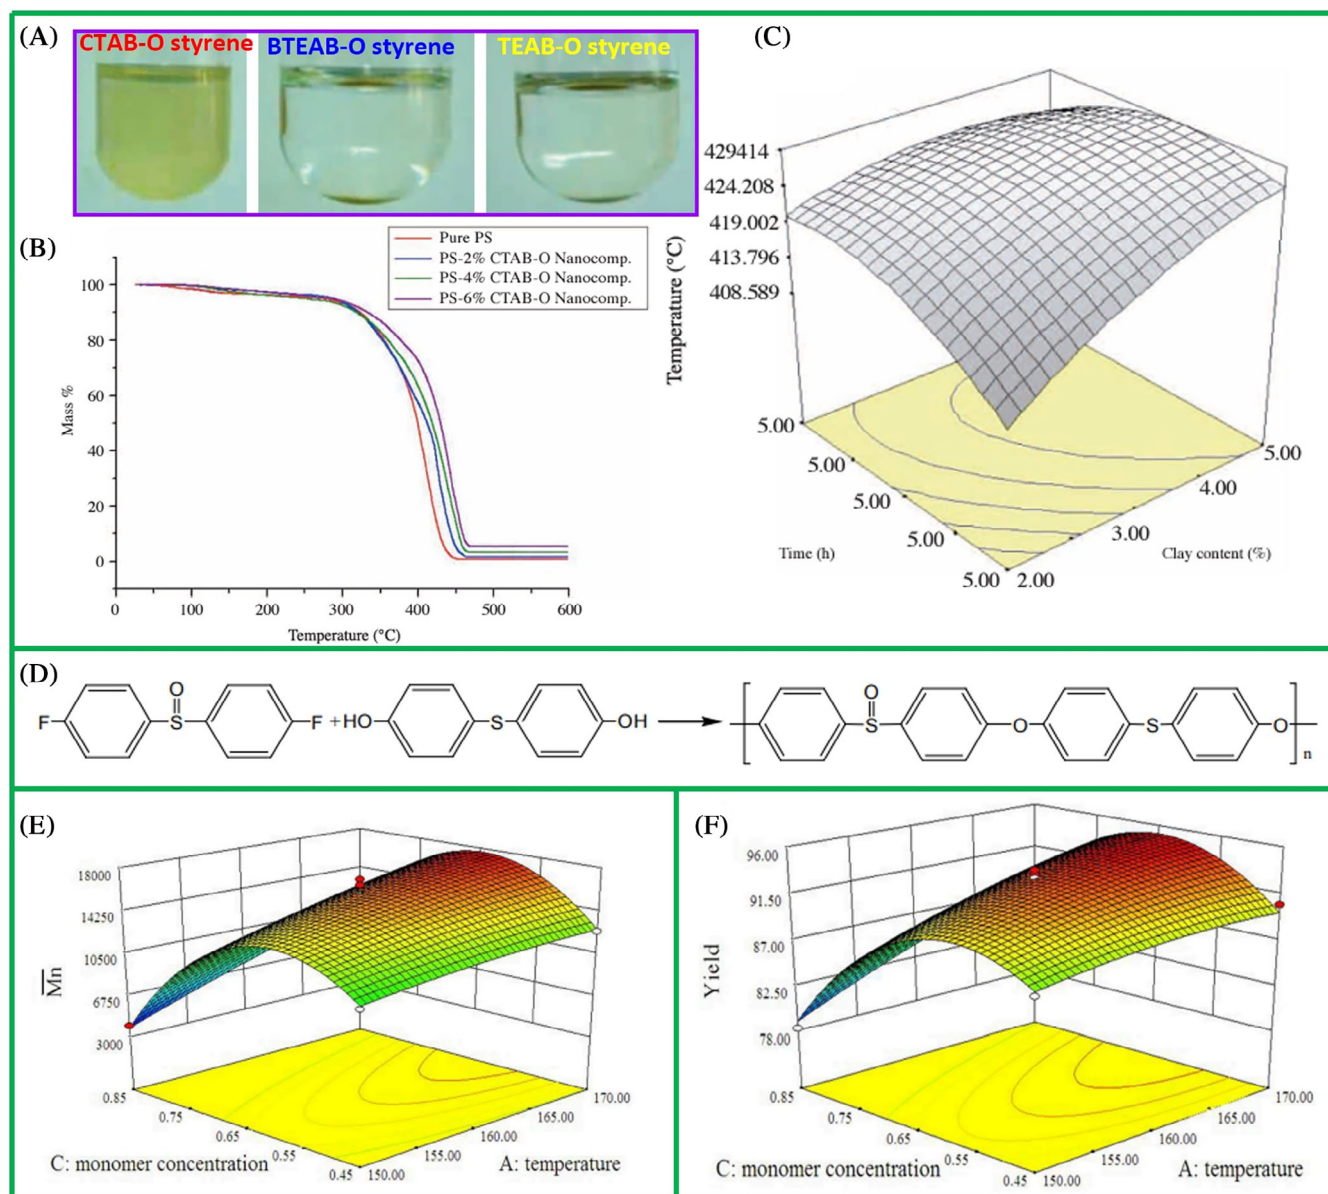 (A)
CTAB-O styrene
BTEAB-O styrene
TEAB-O styrene
(B)
Pure PS
PS-2% CTAB-O Nanocomp.
PS-4% CTAB-O Nanocomp.
PS-6% CTAB-O Nanocomp.
100
80
60
40
20
0
Mass %
0 100 200 300 400 500 600
Temperature (°C)
(C)
429414
424.208
419.002
413.796
408.589
Temperature (°C)
5.00
5.00
5.00
5.00
5.00
Time (h)
2.00
3.00
4.00
5.00
Clay content (%)
(D)
F
O
S
F
+
HO
S
OH
O
S
O
S
O
n
(E)
18000
14250
10500
6750
3000
Mn
0.85
0.75
0.65
0.55
0.45
C: monomer concentration
150.00
155.00
160.00
165.00
170.00
A: temperature
(F)
96.00
91.50
87.00
82.50
78.00
Yield
0.85
0.75
0.65
0.55
0.45
C: monomer concentration
150.00
155.00
160.00
165.00
170.00
A: temperature